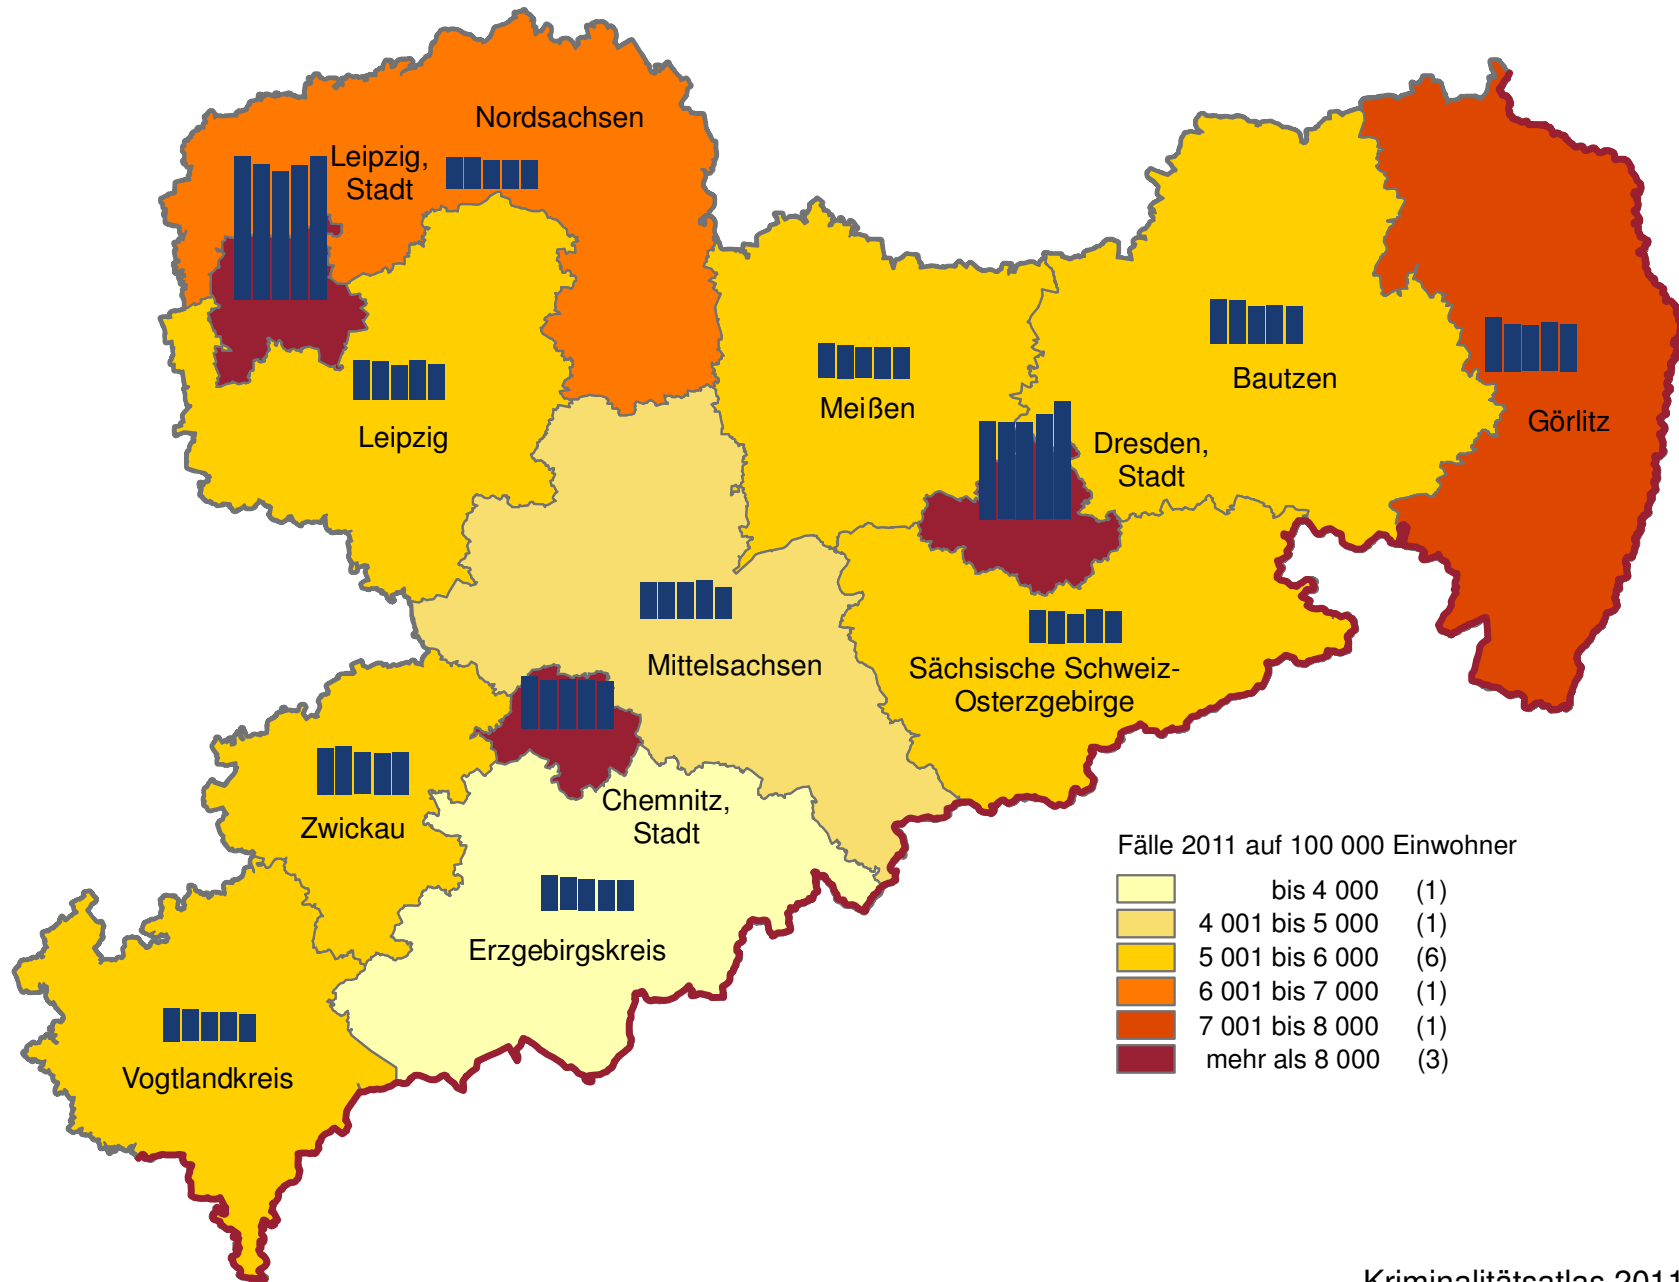 Nordsachsen
Leipzig,
Stadt
Leipzig
Meißen
Bautzen
Görlitz
Dresden,
Stadt
Mittelsachsen
Sächsische Schweiz-
Osterzgebirge
Chemnitz,
Stadt
Zwickau
Erzgebirgskreis
Vogtlandkreis
Fälle 2011 auf 100 000 Einwohner
bis 4 000 (1)
4 001 bis 5 000 (1)
5 001 bis 6 000 (6)
6 001 bis 7 000 (1)
7 001 bis 8 000 (1)
mehr als 8 000 (3)
Kriminalitätsatlas 2011